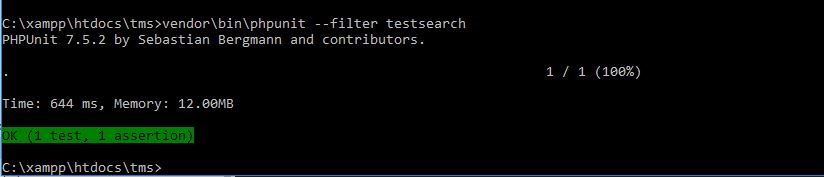 C:\xampp\htdocs\tms>vendor\bin\phpunit --filter testsearch
PHPUnit 7.5.2 by Sebastian Bergmann and contributors.
. 1 / 1 (100%)
Time: 644 ms, Memory: 12.00MB
OK (1 test, 1 assertion)
C:\xampp\htdocs\tms>